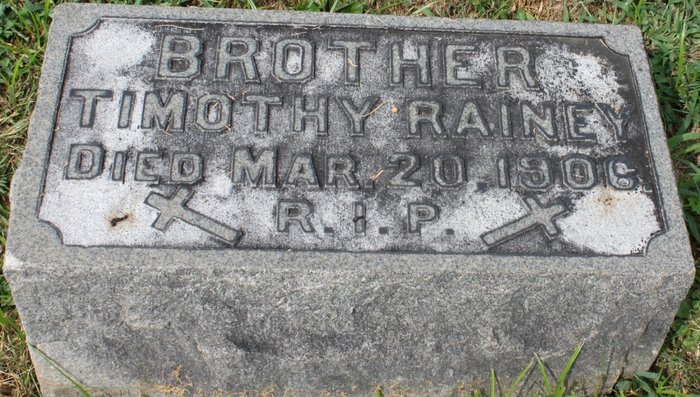 BROTHER
TIMOTHY RAINEY
DIED MAR. 20. 1906
R. I. P.